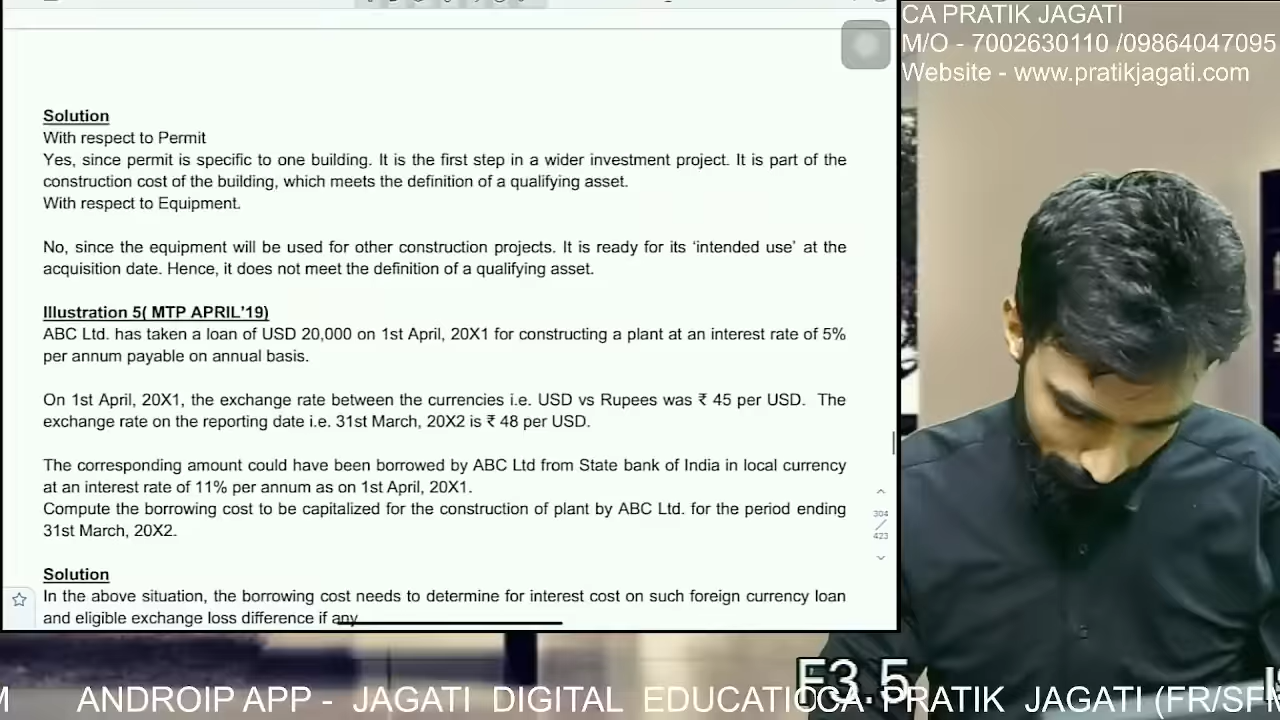 CA PRATIK JAGATI
M/O - 7002630110 /09864047095
Website - www.pratikjagati.com
Solution
With respect to Permit
Yes, since permit is specific to one building. It is the first step in a wider investment project. It is part of the
construction cost of the building, which meets the definition of a qualifying asset.
With respect to Equipment.
No, since the equipment will be used for other construction projects. It is ready for its ‘intended use’ at the
acquisition date. Hence, it does not meet the definition of a qualifying asset.
Illustration 5( MTP APRIL'19)
ABC Ltd. has taken a loan of USD 20,000 on 1st April, 20X1 for constructing a plant at an interest rate of 5%
per annum payable on annual basis.
On 1st April, 20X1, the exchange rate between the currencies i.e. USD vs Rupees was ₹ 45 per USD. The
exchange rate on the reporting date i.e. 31st March, 20X2 is ₹ 48 per USD.
The corresponding amount could have been borrowed by ABC Ltd from State bank of India in local currency
at an interest rate of 11% per annum as on 1st April, 20X1.
Compute the borrowing cost to be capitalized for the construction of plant by ABC Ltd. for the period ending
31st March, 20X2.
304
/
423
Solution
In the above situation, the borrowing cost needs to determine for interest cost on such foreign currency loan
and eligible exchange loss difference if any
F3.5
ANDROIP APP - JAGATI DIGITAL EDUCATIO
CA PRATIK JAGATI (FR/SFM